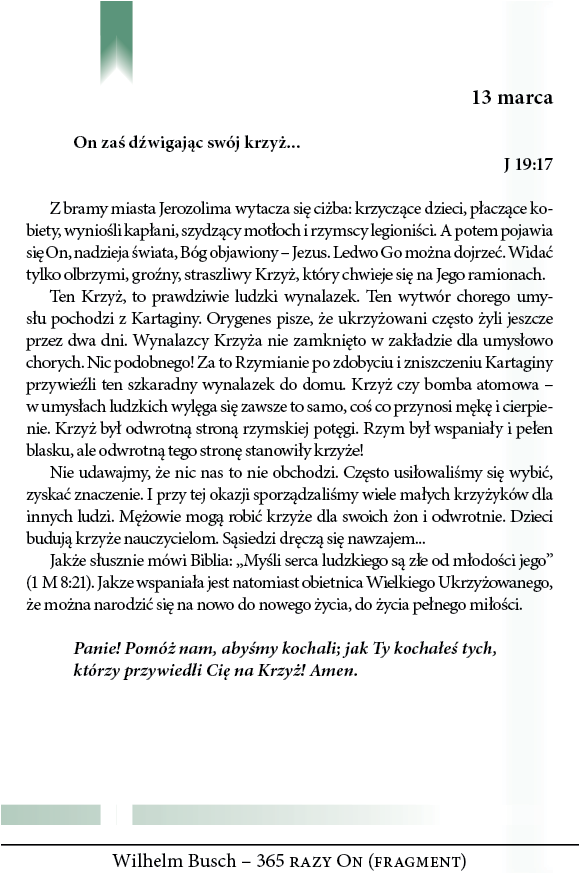 13 marca
On zaś dźwigając swój krzyż...
J 19:17
Z bramy miasta Jerozolima wytacza się ciżba: krzyczące dzieci, płaczące ko-
biety, wyniośli kapłani, szydzący motłoch i rzymscy legioniści. A potem pojawia
się On, nadzieja świata, Bóg objawiony – Jezus. Ledwo Go można dojrzeć. Widać
tylko olbrzymi, groźny, straszliwy Krzyż, który chwieje się na Jego ramionach.
Ten Krzyż, to prawdziwie ludzki wynalazek. Ten wytwór chorego umy-
słu pochodzi z Kartaginy. Orygenes pisze, że ukrzyżowani często żyli jeszcze
przez dwa dni. Wynalazcy Krzyża nie zamknięto w zakładzie dla umysłowo
chorych. Nic podobnego! Za to Rzymianie po zdobyciu i zniszczeniu Kartaginy
przywieźli ten szkaradny wynalazek do domu. Krzyż czy bomba atomowa –
w umysłach ludzkich wylęga się zawsze to samo, coś co przynosi mękę i cierpie-
nie. Krzyż był odwrotną stroną rzymskiej potęgi. Rzym był wspaniały i pełen
blasku, ale odwrotną tego stronę stanowiły krzyże!
Nie udawajmy, że nic nas to nie obchodzi. Często usiłowaliśmy się wybić,
zyskać znaczenie. I przy tej okazji sporządzaliśmy wiele małych krzyżyków dla
innych ludzi. Mężowie mogą robić krzyże dla swoich żon i odwrotnie. Dzieci
budują krzyże nauczycielom. Sąsiedzi dręczą się nawzajem...
Jakże słusznie mówi Biblia: „Myśli serca ludzkiego są złe od młodości jego”
(1 M 8:21). Jakze wspaniała jest natomiast obietnica Wielkiego Ukrzyżowanego,
że można narodzić się na nowo do nowego życia, do życia pełnego miłości.
Panie! Pomóż nam, abyśmy kochali; jak Ty kochałeś tych,
którzy przywiedli Cię na Krzyż! Amen.
Wilhelm Busch – 365 razy On (fragment)